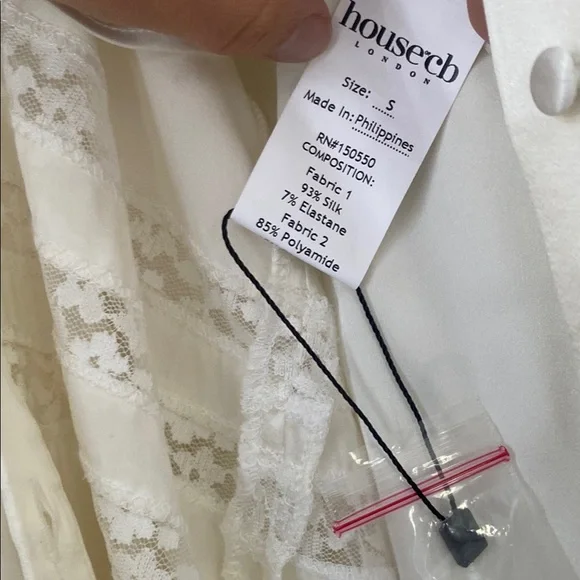 house of cb
LONDON
Size: S
Made In: Philippines
RN#150550
COMPOSITION:
Fabric 1
93% Silk
7% Elastane
Fabric 2
85% Polyamide